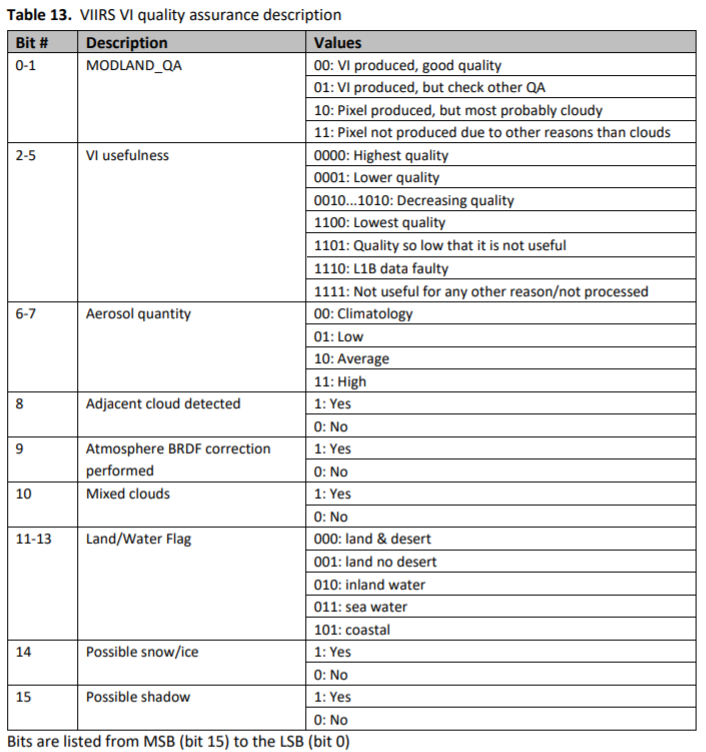 Table 13. VIIRS VI quality assurance description
Bit # Description Values
0-1 MODLAND_QA 00: VI produced, good quality
01: VI produced, but check other QA
10: Pixel produced, but most probably cloudy
11: Pixel not produced due to other reasons than clouds
2-5 VI usefulness 0000: Highest quality
0001: Lower quality
0010...1010: Decreasing quality
1100: Lowest quality
1101: Quality so low that it is not useful
1110: L1B data faulty
1111: Not useful for any other reason/not processed
6-7 Aerosol quantity 00: Climatology
01: Low
10: Average
11: High
8 Adjacent cloud detected 1: Yes
0: No
9 Atmosphere BRDF correction 1: Yes
performed 0: No
10 Mixed clouds 1: Yes
0: No
11-13 Land/Water Flag 000: land & desert
001: land no desert
010: inland water
011: sea water
101: coastal
14 Possible snow/ice 1: Yes
0: No
15 Possible shadow 1: Yes
0: No
Bits are listed from MSB (bit 15) to the LSB (bit 0)